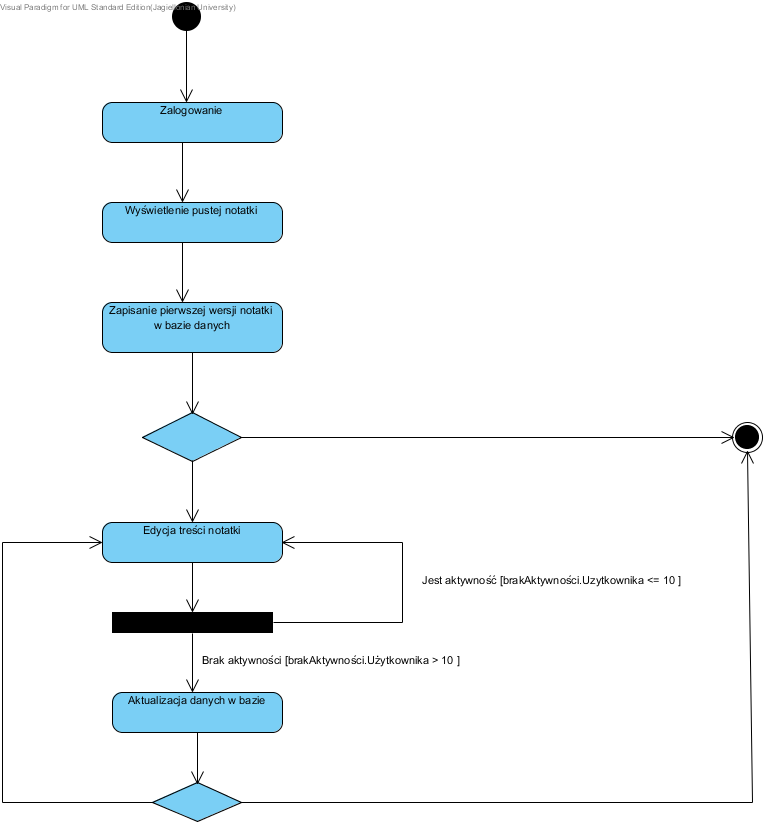 Visual Paradigm for UML Standard Edition(Jagiellonian University)
Zalogowanie
Wyświetlenie pustej notatki
Zapisanie pierwszej wersji notatki
w bazie danych
Edycja treści notatki
Jest aktywność [brakAktywności.Uzytkownika <= 10 ]
Brak aktywności [brakAktywności.Użytkownika > 10 ]
Aktualizacja danych w bazie